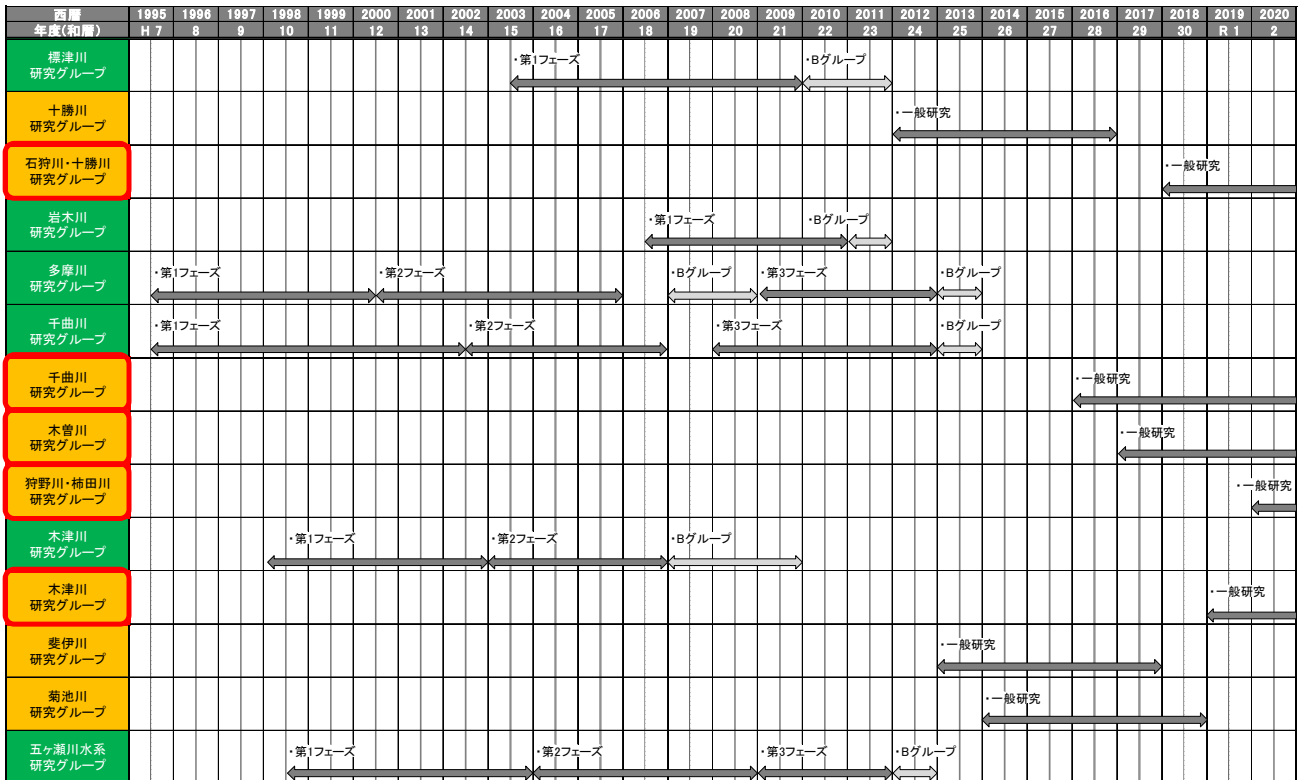 西暦 1995 1996 1997 1998 1999 2000 2001 2002 2003 2004 2005 2006 2007 2008 2009 2010 2011 2012 2013 2014 2015 2016 2017 2018 2019 2020
年度(和暦) H 7 8 9 10 11 12 13 14 15 16 17 18 19 20 21 22 23 24 25 26 27 28 29 30 R 1 2
標津川
研究グループ
・第1フェーズ ・Bグループ
十勝川
研究グループ
・一般研究
石狩川・十勝川
研究グループ
・一般研究
岩木川
研究グループ
・第1フェーズ ・Bグループ
多摩川
研究グループ
・第1フェーズ ・第2フェーズ ・Bグループ ・第3フェーズ ・Bグループ
千曲川
研究グループ
・第1フェーズ ・第2フェーズ ・第3フェーズ ・Bグループ
千曲川
研究グループ
・一般研究
木曽川
研究グループ
・一般研究
狩野川・柿田川
研究グループ
・一般研究
木津川
研究グループ
・第1フェーズ ・第2フェーズ ・Bグループ
木津川
研究グループ
・一般研究
斐伊川
研究グループ
・一般研究
菊池川
研究グループ
・一般研究
五ヶ瀬川水系
研究グループ
・第1フェーズ ・第2フェーズ ・第3フェーズ ・Bグループ